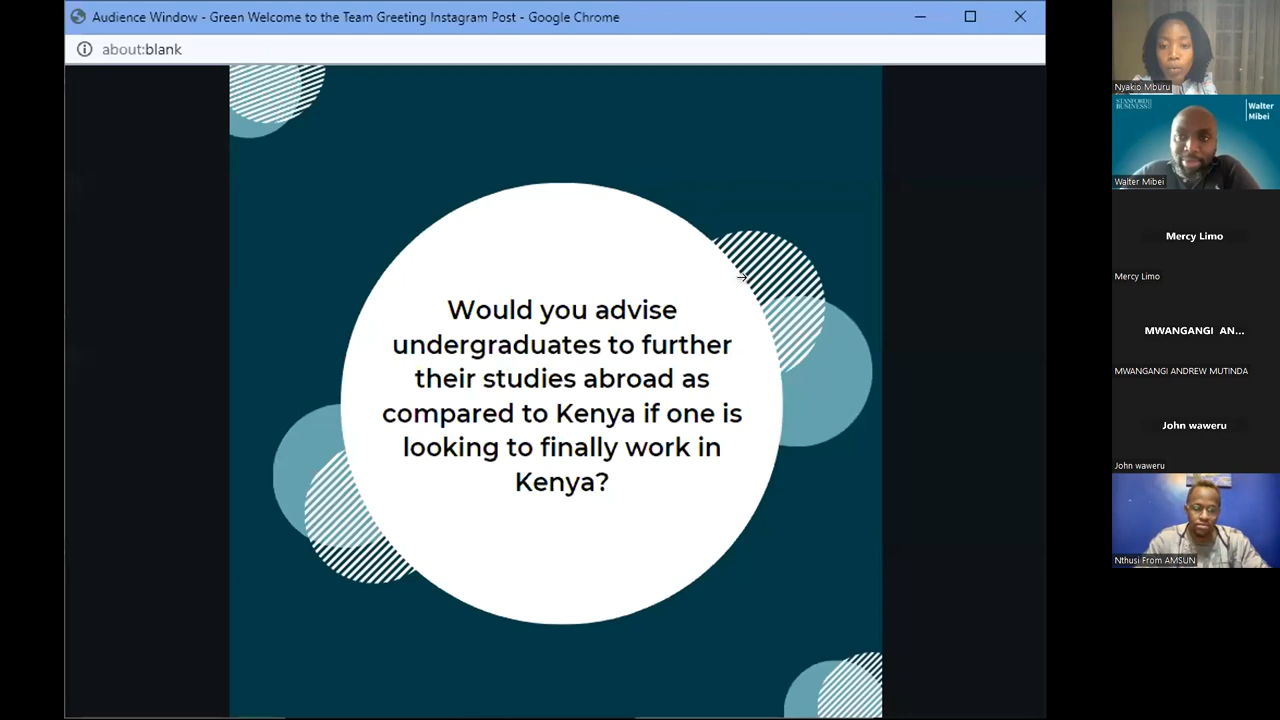 Audience Window - Green Welcome to the Team Greeting Instagram Post - Google Chrome
about:blank
Would you advise
undergraduates to further
their studies abroad as
compared to Kenya if one is
looking to finally work in
Kenya?
Nyakio Mburu
STANFORD
BUSINESS
Walter
Mibei
Walter Mibei
Mercy Limo
Mercy Limo
MWANGANGI AN...
MWANGANGI ANDREW MUTINDA
John waweru
John waweru
Nthusi From AMSUN